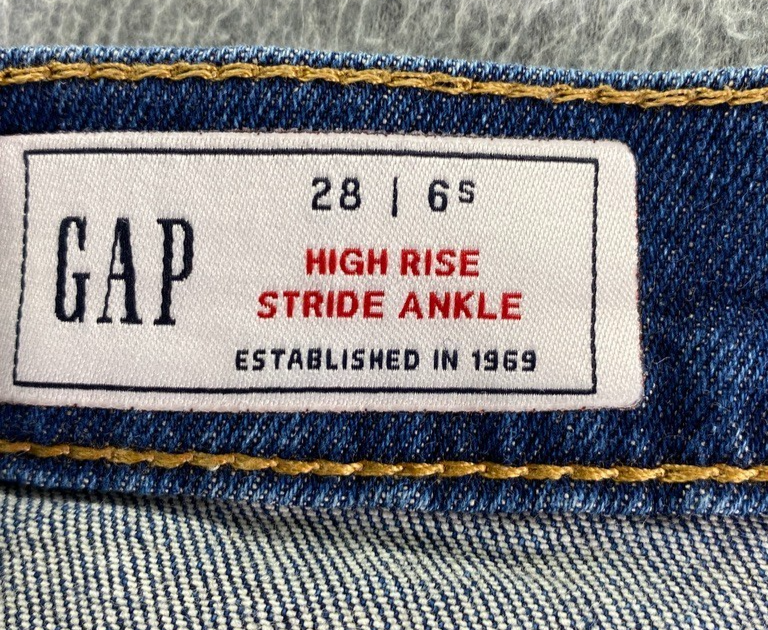 GAP
28 | 6S
HIGH RISE
STRIDE ANKLE
ESTABLISHED IN 1969